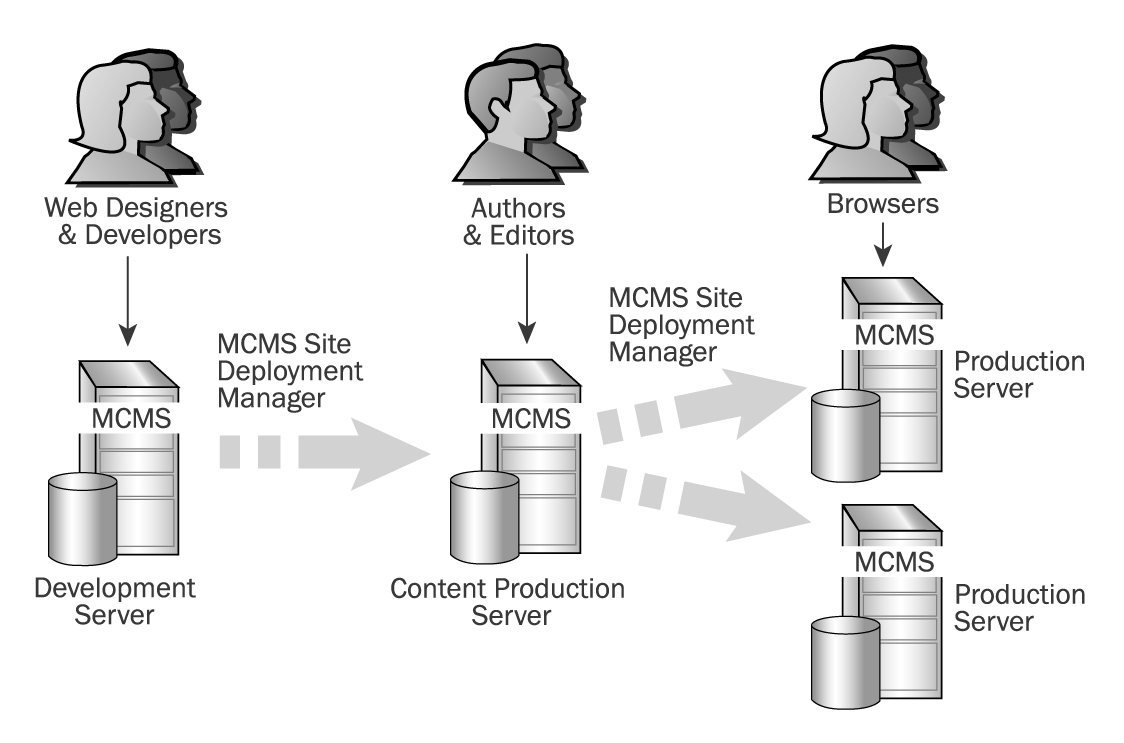 Web Designers
& Developers
Authors
& Editors
Browsers
MCMS Site
Deployment
Manager
MCMS Site
Deployment
Manager
MCMS
MCMS
MCMS
Production
Server
Development
Server
Content Production
Server
MCMS
Production
Server